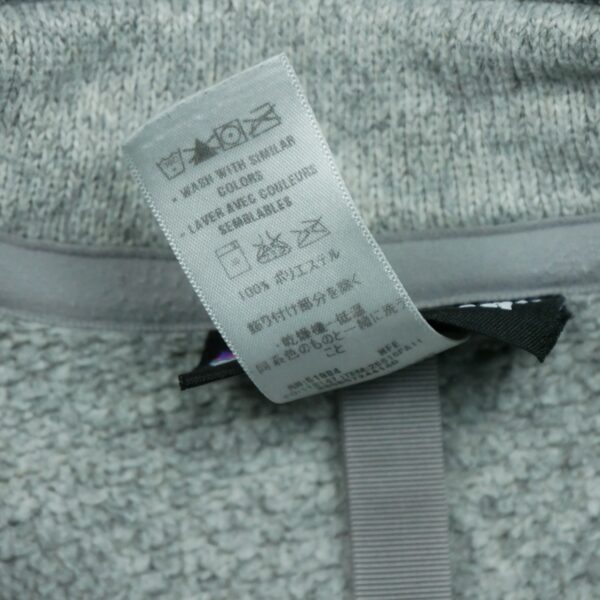 • WASH WITH SIMILAR
COLORS
• LAVER AVEC COULEURS
SEMBLABLES
100% ポリエステル
飾り付け部分を除く
・乾燥機-低温
同系色のものと一緒に洗う
こと
MFE